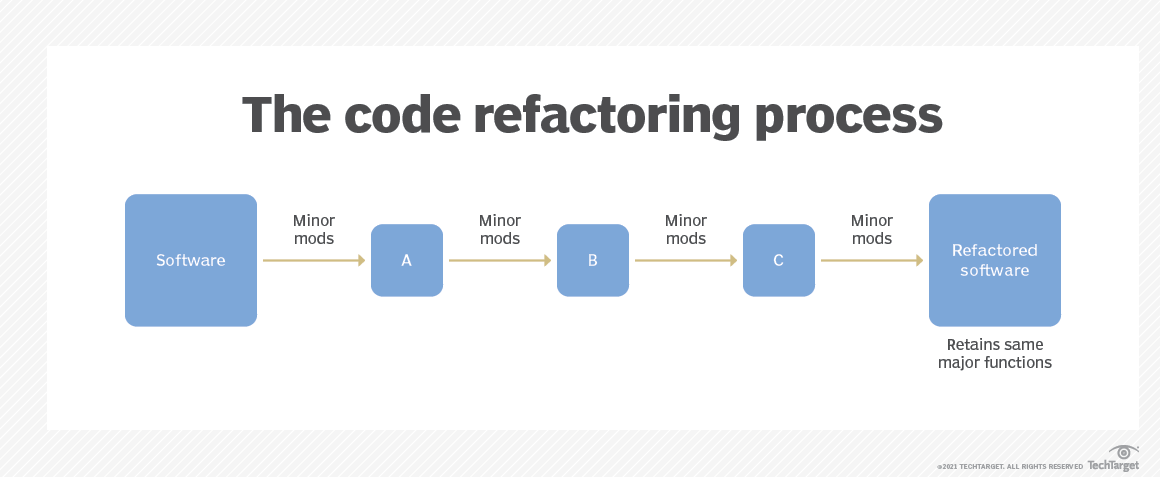 The code refactoring process
Software
Minor
mods
A
Minor
mods
B
Minor
mods
C
Minor
mods
Refactored
software
Retains same
major functions
©2021 TECHTARGET. ALL RIGHTS RESERVED
TechTarget